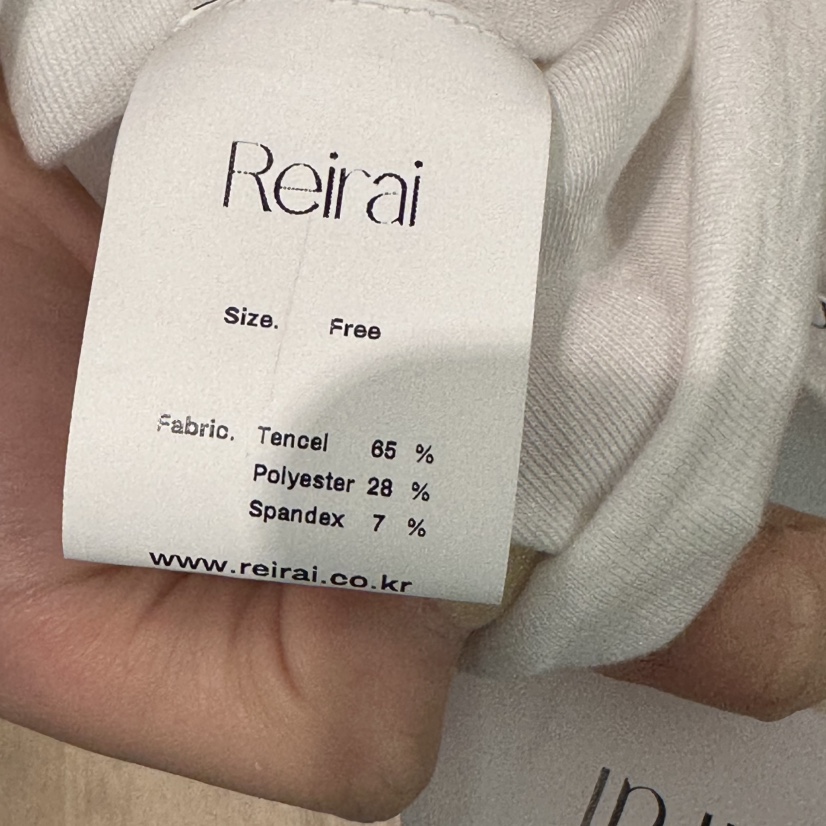 Reirai
Size. Free
Fabric. Tencel 65 %
Polyester 28 %
Spandex 7 %
www.reirai.co.kr